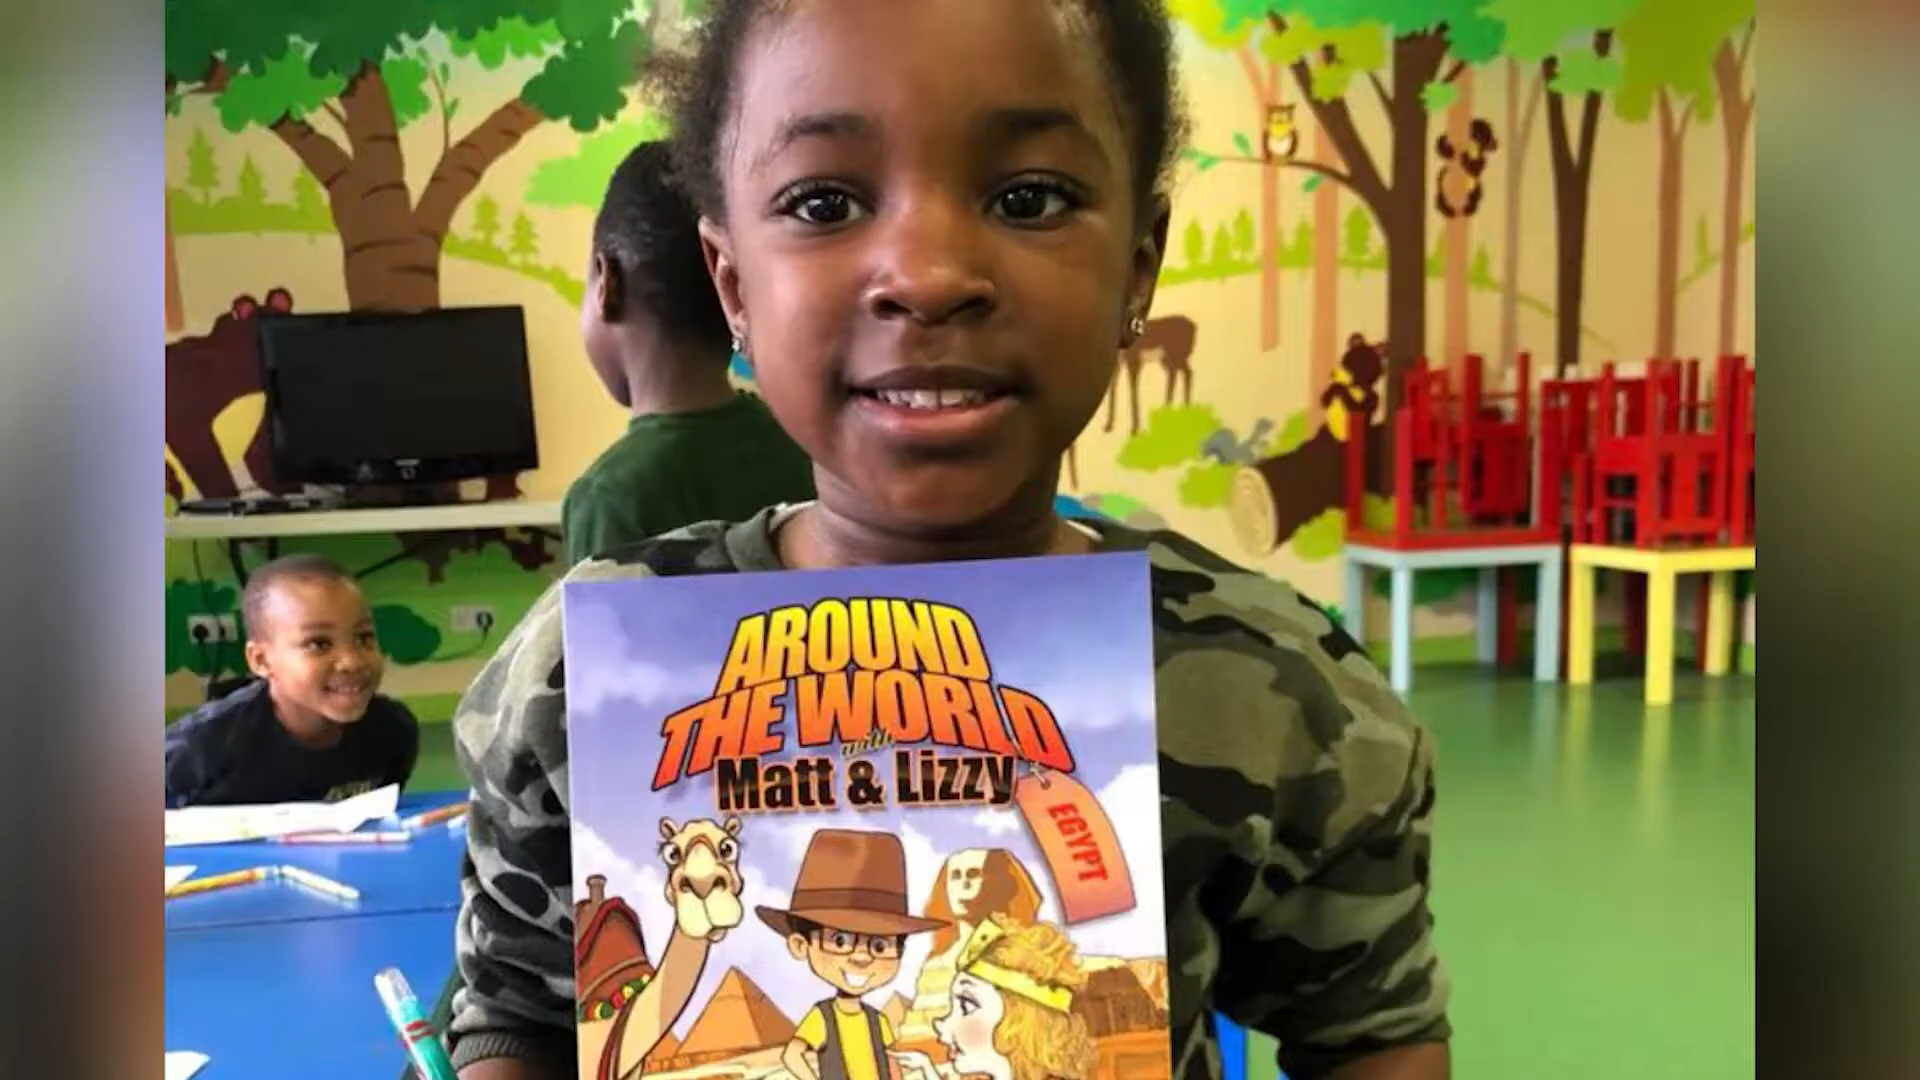 AROUND
THE WORLD
with
Matt & Lizzy
EGYPT